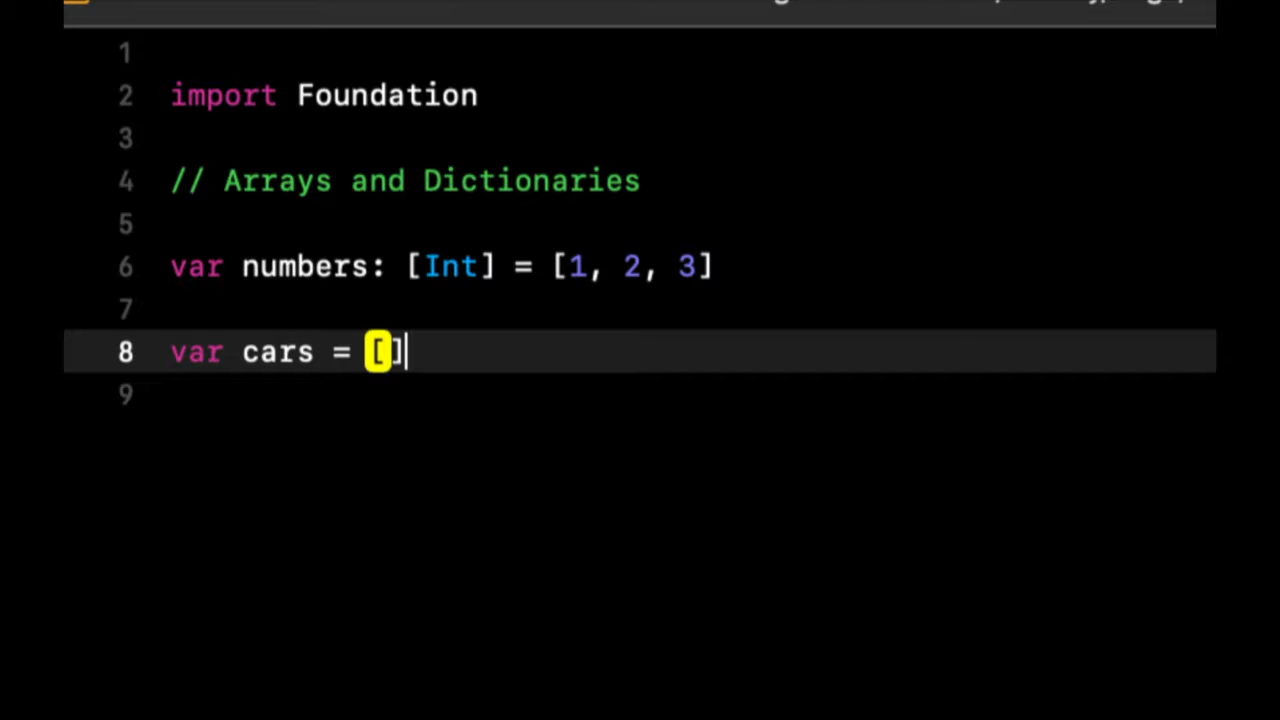 1
2 import Foundation
3
4 // Arrays and Dictionaries
5
6 var numbers: [Int] = [1, 2, 3]
7
8 var cars = []
9